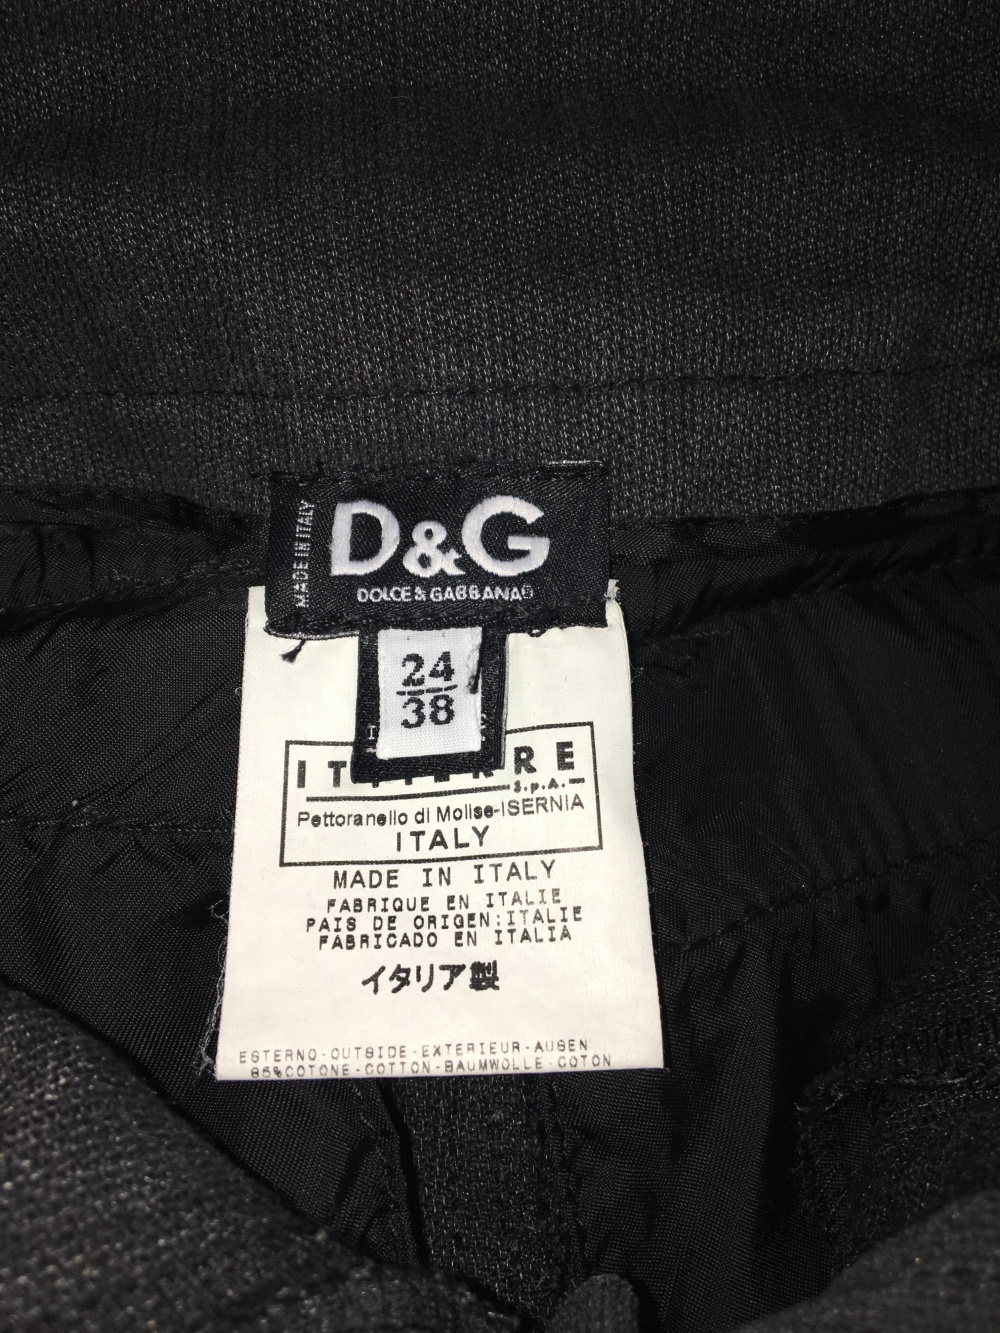 MADE IN ITALY
D&G
DOLCE & GABBANA
24
38
Pettoranello di Molise-ISERNIA
S.p.A.
ITALY
MADE IN ITALY
FABRIQUE EN ITALIE
PAIS DE ORIGEN:ITALIE
FABRICADO EN ITALIA
イタリア製
ESTERNO-OUTSIDE-EXTERIEUR-AUSEN
COTONE-COTTON-BAUMWOLLE-COTON